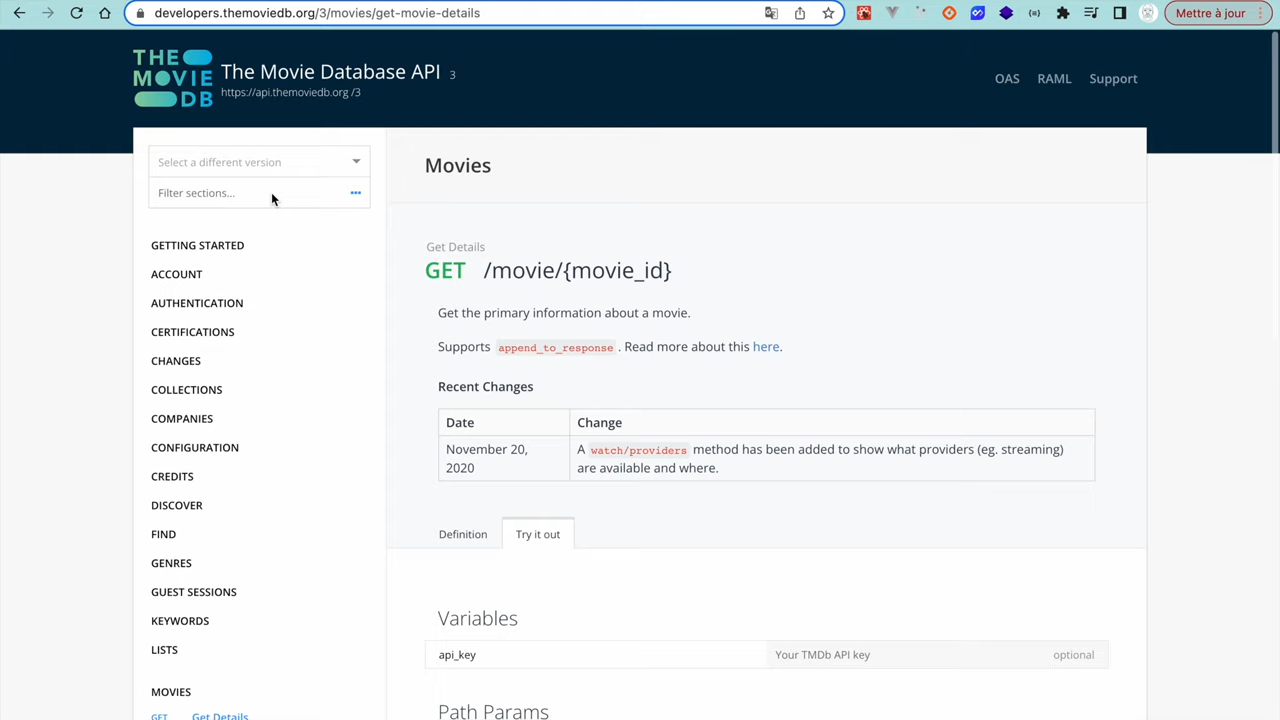 developers.themoviedb.org/3/movies/get-movie-details
Mettre à jour
THE
MOVIE
DB
The Movie Database API 3
https://api.themoviedb.org /3
OAS RAML Support
Select a different version
Filter sections...
GETTING STARTED
ACCOUNT
AUTHENTICATION
CERTIFICATIONS
CHANGES
COLLECTIONS
COMPANIES
CONFIGURATION
CREDITS
DISCOVER
FIND
GENRES
GUEST SESSIONS
KEYWORDS
LISTS
MOVIES
GET Get Details
Movies
Get Details
GET /movie/{movie_id}
Get the primary information about a movie.
Supports append_to_response . Read more about this here.
Recent Changes
Date Change
November 20, A watch/providers method has been added to show what providers (eg. streaming)
2020 are available and where.
Definition Try it out
Variables
api_key Your TMDb API key optional
Path Params